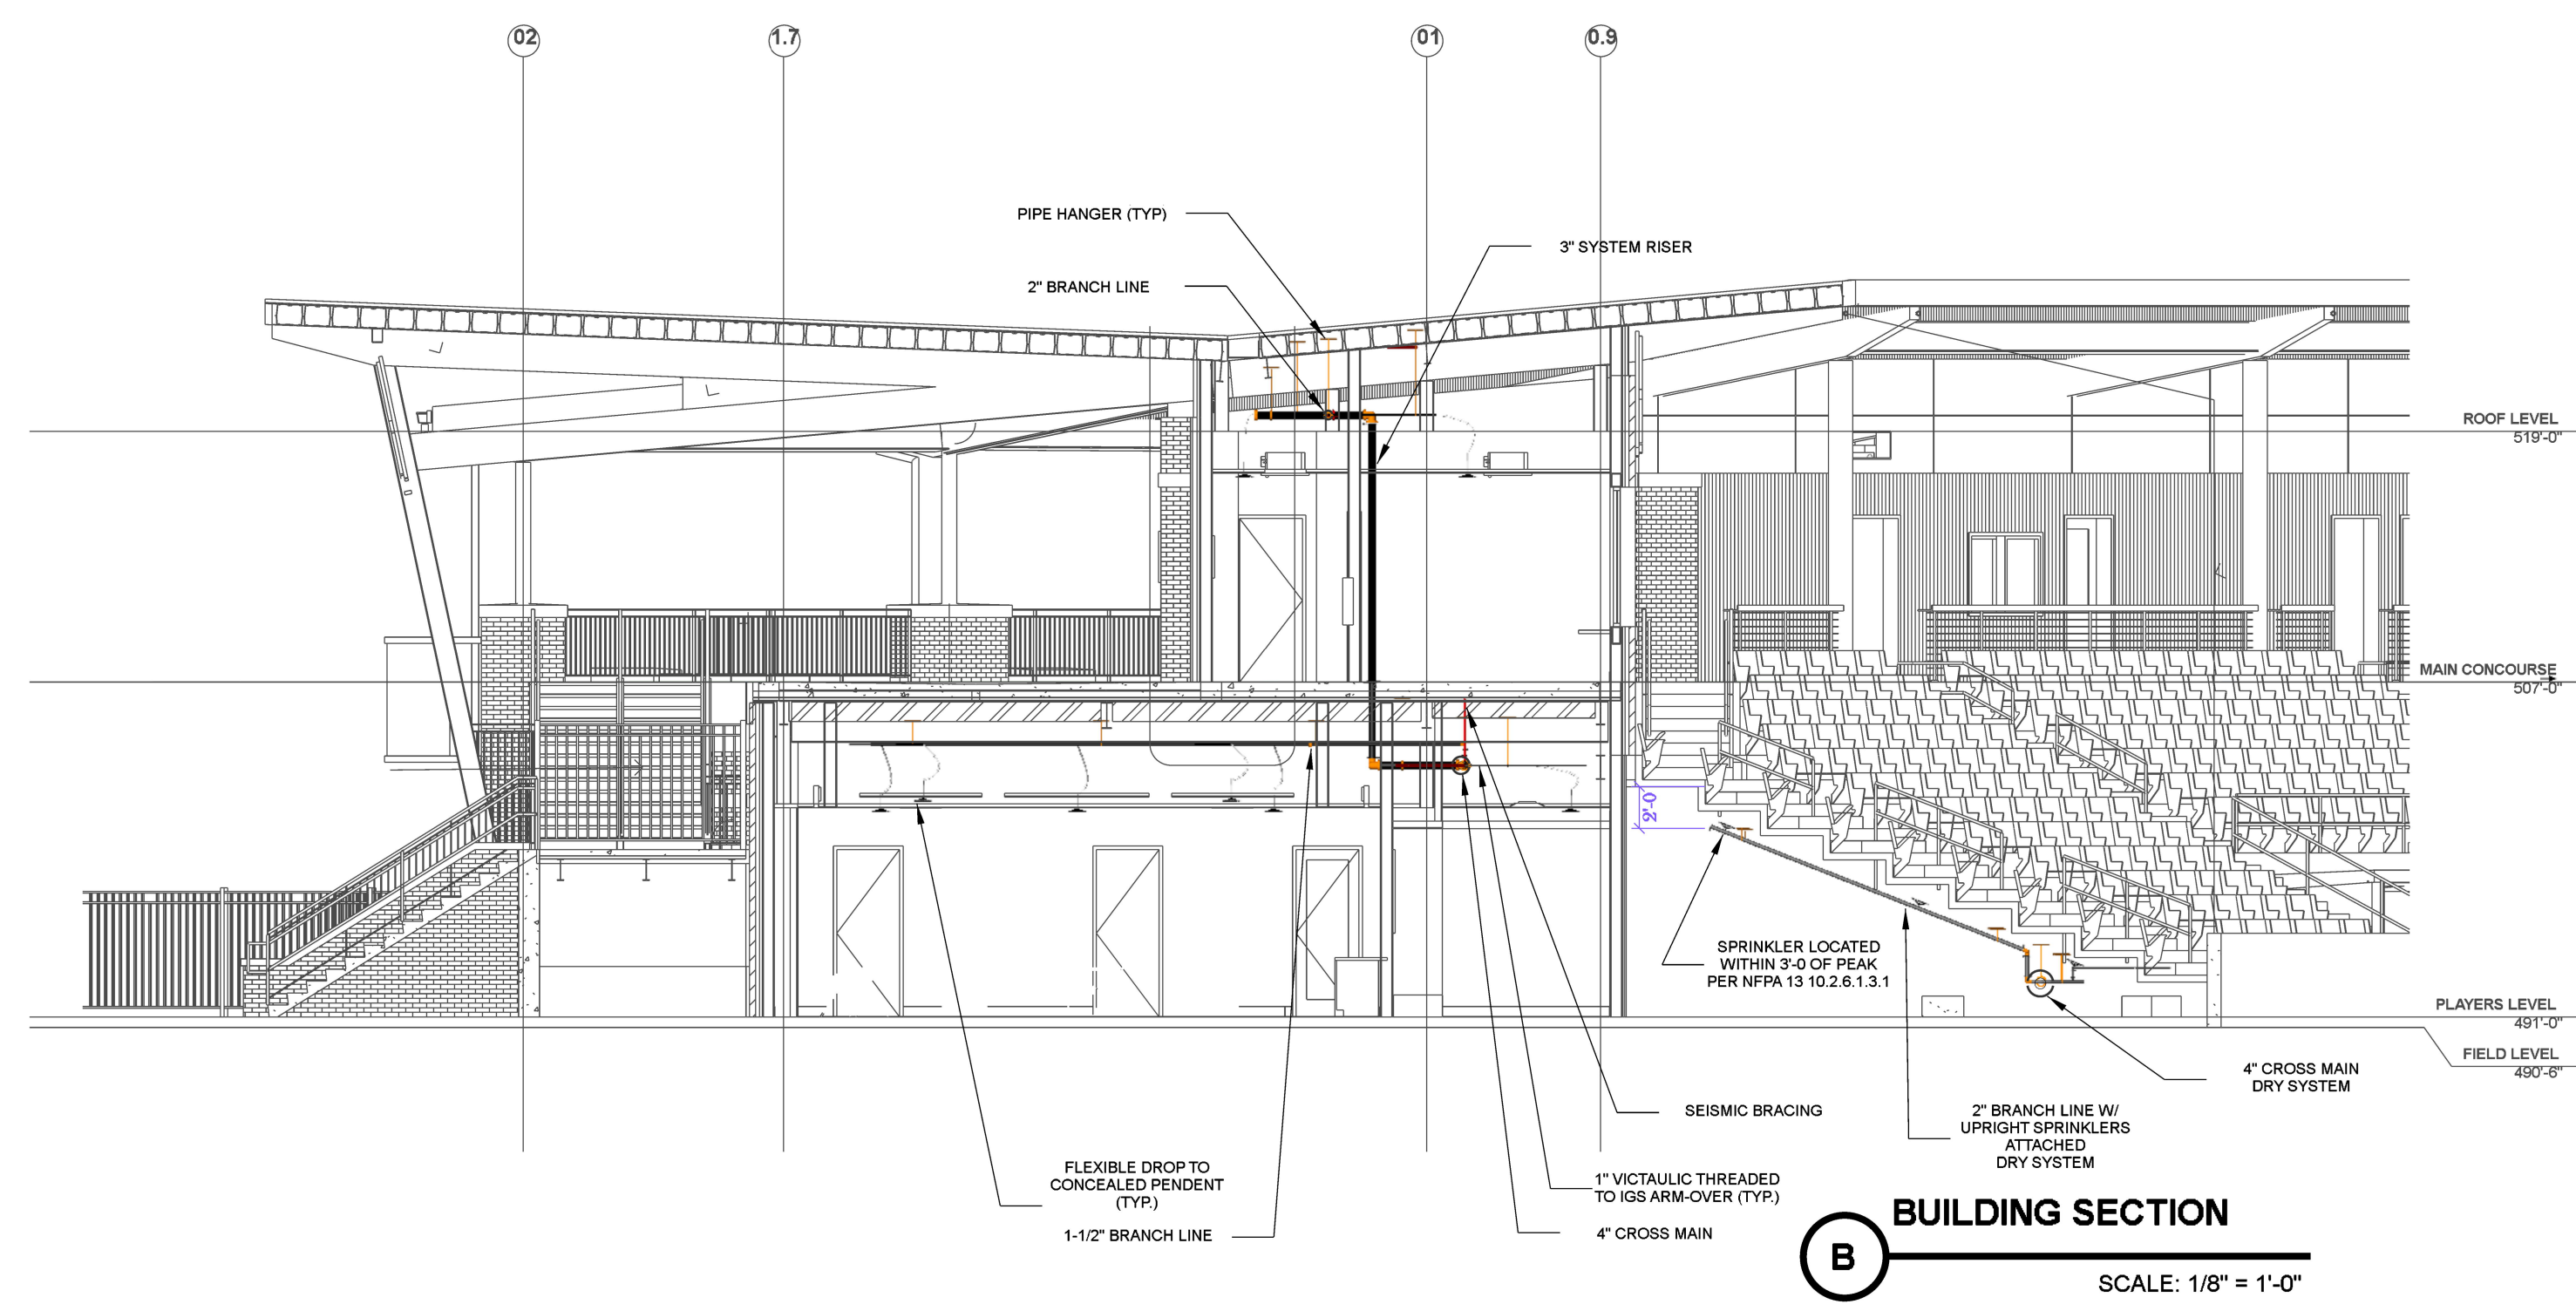 02
1.7
01
0.9
PIPE HANGER (TYP)
3" SYSTEM RISER
2" BRANCH LINE
ROOF LEVEL
519'-0"
MAIN CONCOURSE
507'-0"
2'-0
SPRINKLER LOCATED
WITHIN 3'-0 OF PEAK
PER NFPA 13 10.2.6.1.3.1
PLAYERS LEVEL
491'-0"
FIELD LEVEL
490'-6"
4" CROSS MAIN
DRY SYSTEM
SEISMIC BRACING
2" BRANCH LINE W/
UPRIGHT SPRINKLERS
ATTACHED
DRY SYSTEM
FLEXIBLE DROP TO
CONCEALED PENDENT
(TYP.)
1" VICTAULIC THREADED
TO IGS ARM-OVER (TYP.)
1-1/2" BRANCH LINE
4" CROSS MAIN
BUILDING SECTION
B
SCALE: 1/8" = 1'-0"